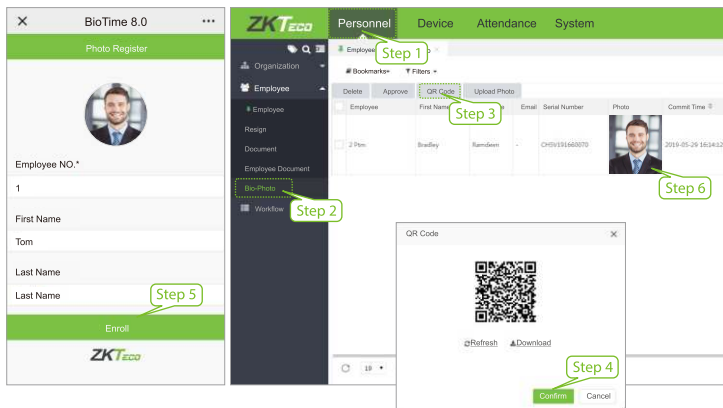 BioTime 8.0
Photo Register
Employee NO.*
1
First Name
Tom
Last Name
Last Name
Step 5
Enroll
ZKTECO
ZKTECO
Personnel Device Attendance System
Step 1
Organization
Employee
Employee
Resign
Document
Employee Document
Bio-Photo
Step 2
Workflow
Employee
Bookmarks Filters
Delete Approve QR Code Upload Photo
Step 3
Employee First Name Email Serial Number Photo Commit Time
2 Ptm Bradley Ramdeen - 2019-05-29 16:14:12
Step 6
QR Code
Refresh Download
Step 4
Confirm Cancel